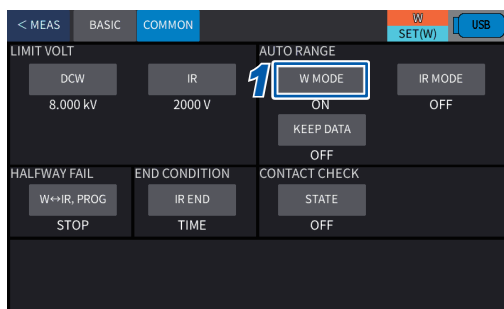 < MEAS BASIC COMMON W SET(W) USB
LIMIT VOLT AUTO RANGE
DCW IR 1 W MODE IR MODE
8.000 kV 2000 V ON OFF
KEEP DATA
OFF
HALFWAY FAIL END CONDITION CONTACT CHECK
W↔IR, PROG IR END STATE
STOP TIME OFF